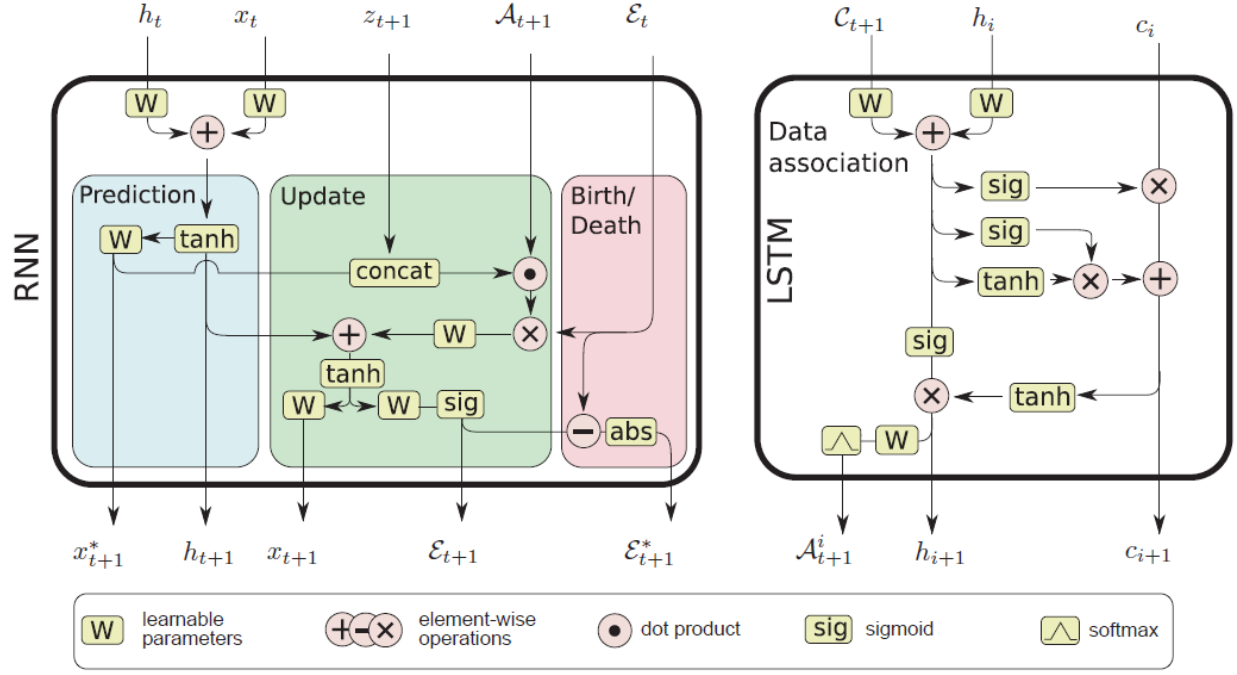 h_t x_t z_{t+1} 𝒜_{t+1} ℰ_t
W W
+
RNN
Prediction
W tanh
Update
concat
•
×
W
+
tanh
W W sig
Birth/
Death
− abs
x*_{t+1} h_{t+1} x_{t+1} ℰ_{t+1} ℰ*_{t+1}
𝒞_{t+1} h_i c_i
W W
+
Data
association
LSTM
sig ×
sig
tanh × +
sig
× tanh
W
𝒜^i_{t+1} h_{i+1} c_{i+1}
W learnable
parameters
+ − × element-wise
operations
• dot product
sig sigmoid
softmax